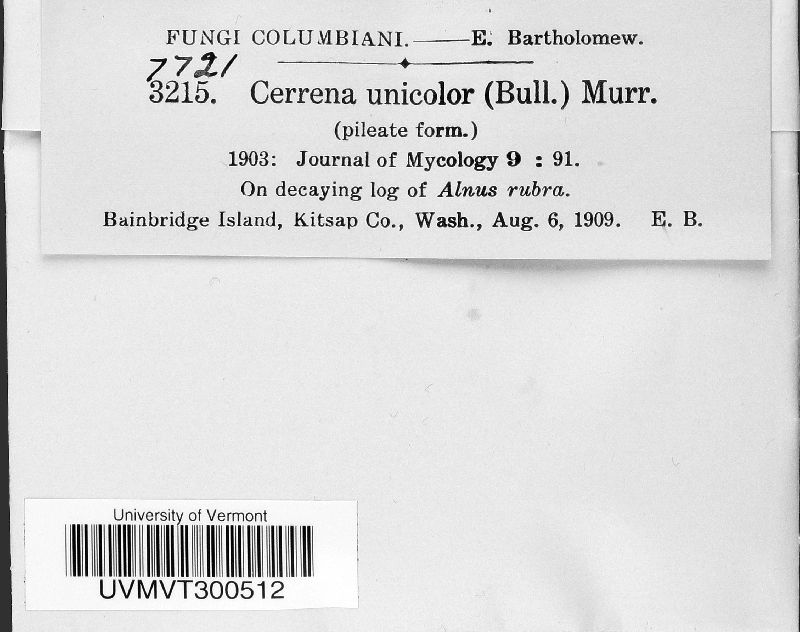 FUNGI COLUMBIANI.——E. Bartholomew.
7721
3215. Cerrena unicolor (Bull.) Murr.
(pileate form.)
1903: Journal of Mycology 9 : 91.
On decaying log of Alnus rubra.
Bainbridge Island, Kitsap Co., Wash., Aug. 6, 1909. E. B.
University of Vermont
UVMVT300512